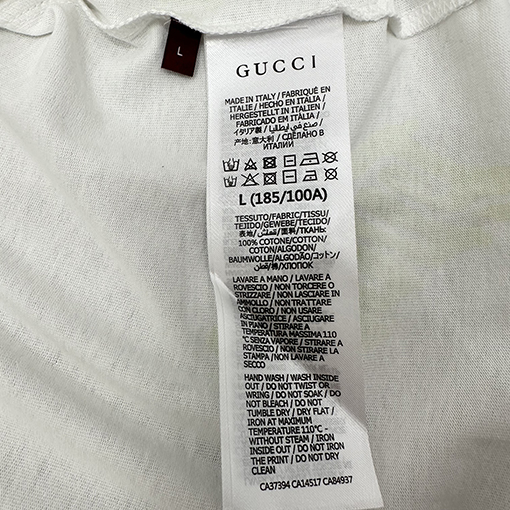 L
GUCCI
MADE IN ITALY / FABRIQUÉ EN
ITALIE / HECHO EN ITALIA /
HERGESTELLT IN ITALIEN /
FABRICADO EM ITÁLIA /
イタリア製 / صنع في ايطاليا /
产地: 意大利 / СДЕЛАНО В
ИТАЛИИ
L (185/100A)
TESSUTO/FABRIC/TISSU/
TEJIDO/GEWEBE/TECIDO/
表地/قماش/面料/ТКАНЬ:
100% COTONE/COTTON/
COTON/ALGODON/
BAUMWOLLE/ALGODÃO/コットン/
قطن/棉/ХЛОПОК
LAVARE A MANO / LAVARE A
ROVESCIO / NON TORCERE O
STRIZZARE / NON LASCIARE IN
AMMOLLO / NON TRATTARE
CON CLORO / NON USARE
ASCIUGATRICE / ASCIUGARE
IN PIANO / STIRARE A
TEMPERATURA MASSIMA 110
°C SENZA VAPORE / STIRARE A
ROVESCIO / NON STIRARE LA
STAMPA / NON LAVARE A
SECCO
HAND WASH / WASH INSIDE
OUT / DO NOT TWIST OR
WRING / DO NOT SOAK / DO
NOT BLEACH / DO NOT
TUMBLE DRY / DRY FLAT /
IRON AT MAXIMUM
TEMPERATURE 110°C –
WITHOUT STEAM / IRON
INSIDE OUT / DO NOT IRON
THE PRINT / DO NOT DRY
CLEAN
CA37394 CA14517 CA84937